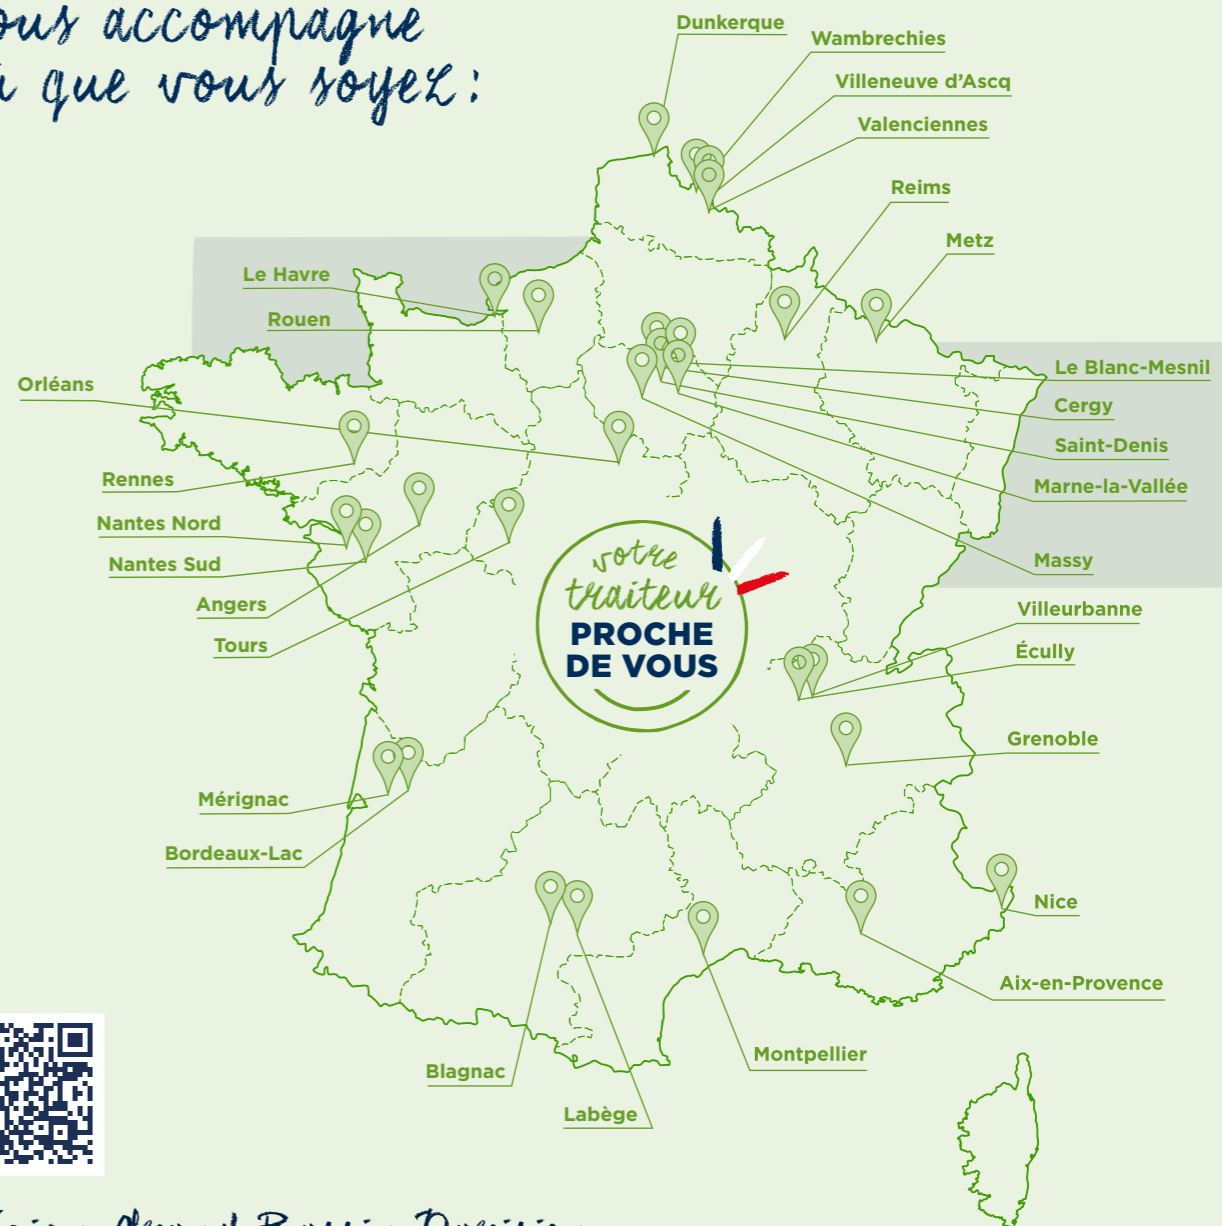 ous accompagne
que vous soyez :
Dunkerque
Wambrechies
Villeneuve d'Ascq
Valenciennes
Reims
Metz
Le Havre
Rouen
Orléans
Le Blanc-Mesnil
Cergy
Saint-Denis
Marne-la-Vallée
Massy
Rennes
Nantes Nord
Nantes Sud
Angers
Tours
votre
traiteur
PROCHE
DE VOUS
Villeurbanne
Écully
Grenoble
Mérignac
Bordeaux-Lac
Nice
Aix-en-Provence
Montpellier
Blagnac
Labège